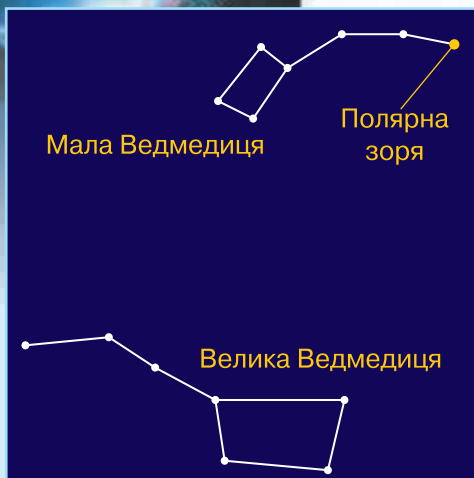 Полярна
зоря
Мала Ведмедиця
Велика Ведмедиця